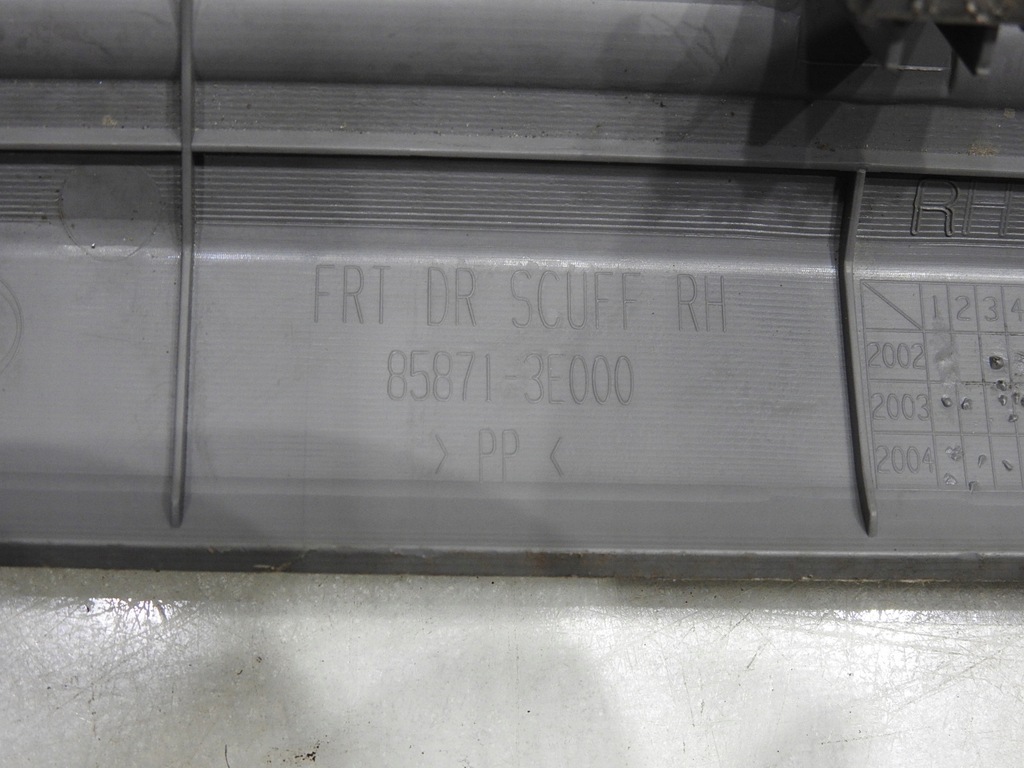 RH
FRT DR SCUFF RH
85871-3E000
> PP <
1 2 3 4
2002
2003
2004